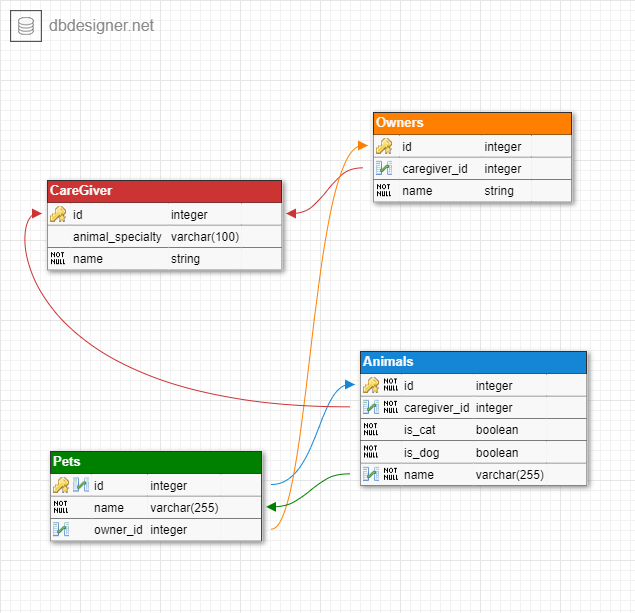 dbdesigner.net
Owners
id integer
caregiver_id integer
NOT NULL name string
CareGiver
id integer
animal_specialty varchar(100)
NOT NULL name string
Animals
NOT NULL id integer
NOT NULL caregiver_id integer
NOT NULL is_cat boolean
NOT NULL is_dog boolean
NOT NULL name varchar(255)
Pets
id integer
NOT NULL name varchar(255)
owner_id integer